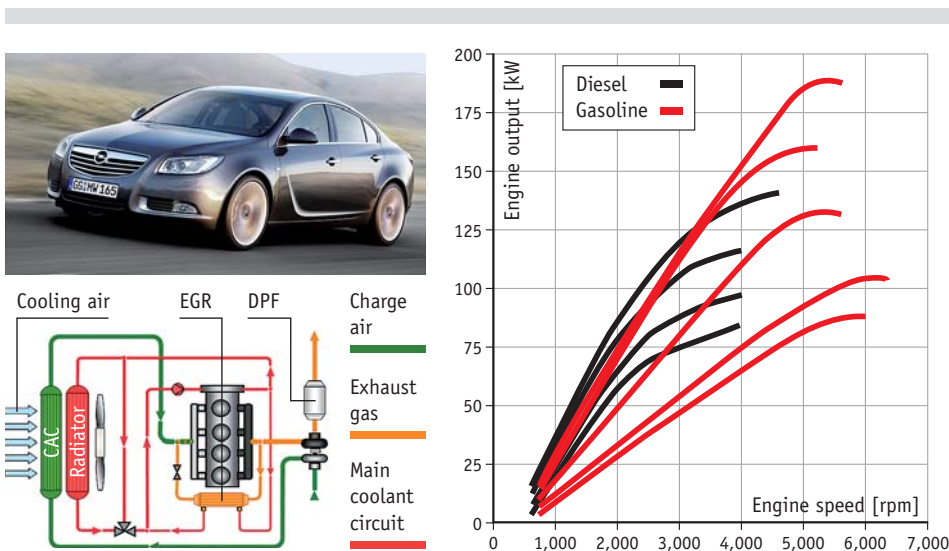 GG:MW 165
Cooling air
EGR
DPF
Charge
air
Exhaust
gas
Main
coolant
circuit
CAC
Radiator
Engine output [kW]
200
175
150
125
100
75
50
25
0
Diesel
Gasoline
Engine speed [rpm]
0
1,000
2,000
3,000
4,000
5,000
6,000
7,000